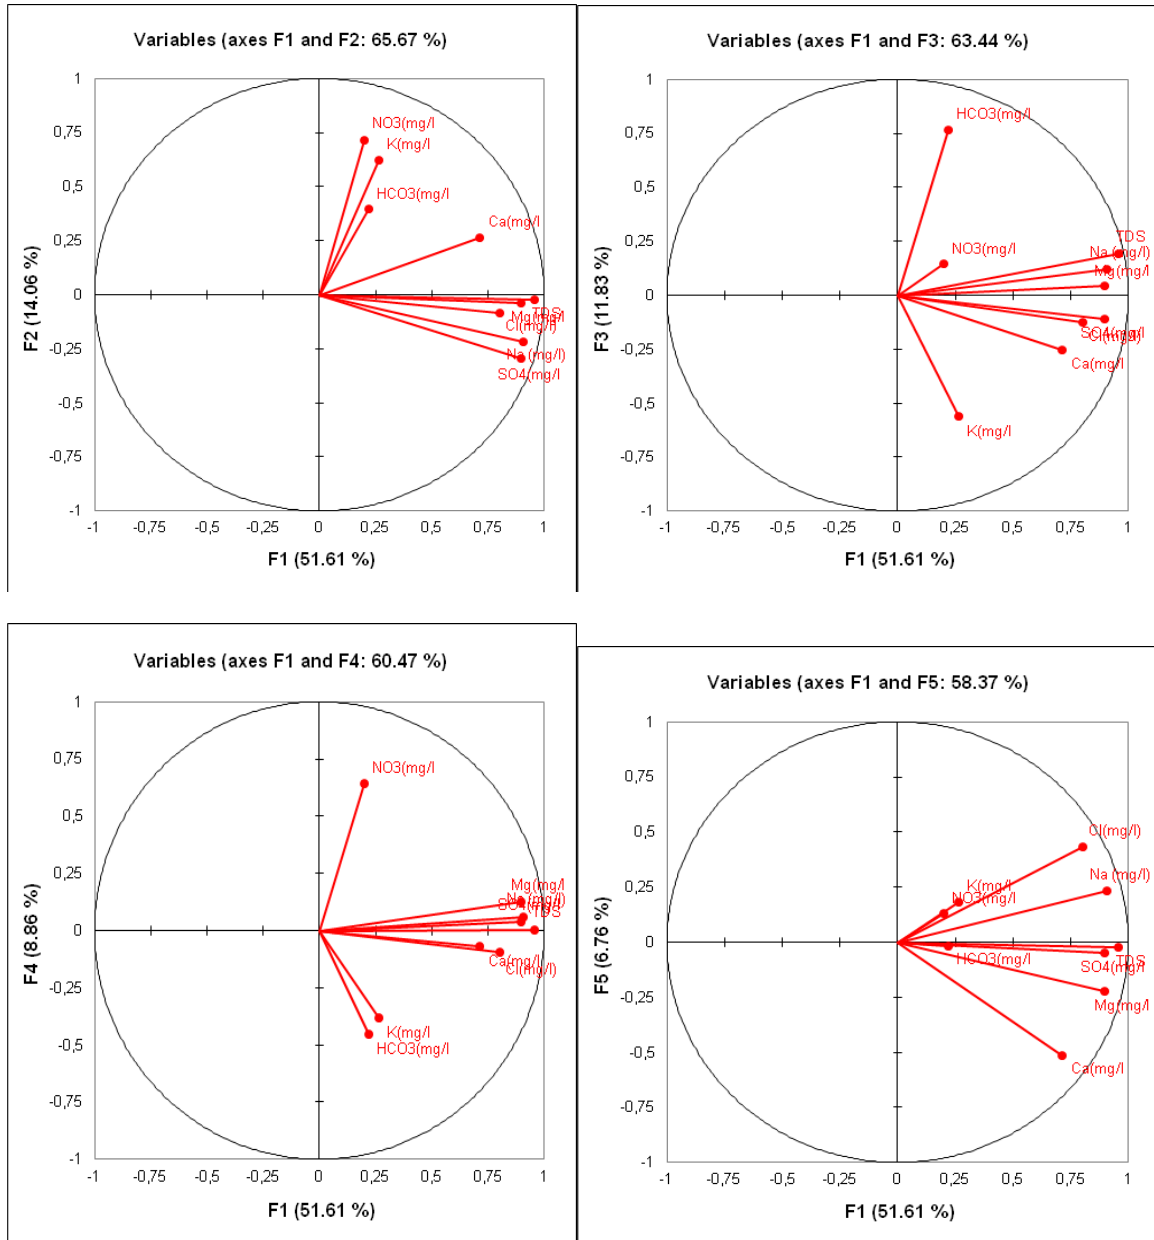 Variables (axes F1 and F2: 65.67 %)
1
0,75
0,5
0,25
0
-0,25
-0,5
-0,75
-1
F2 (14.06 %)
NO3(mg/l
K(mg/l
HCO3(mg/l
Ca(mg/l
TDS
Mg(mg/l
Cl(mg/l)
Na (mg/l)
SO4(mg/l
-1 -0,75 -0,5 -0,25 0 0,25 0,5 0,75 1
F1 (51.61 %)
Variables (axes F1 and F3: 63.44 %)
1
0,75
0,5
0,25
0
-0,25
-0,5
-0,75
-1
F3 (11.83 %)
HCO3(mg/l
TDS
NO3(mg/l
Na (mg/l)
Mg(mg/l
SO4(mg/l
Cl(mg/l)
Ca(mg/l
K(mg/l
-1 -0,75 -0,5 -0,25 0 0,25 0,5 0,75 1
F1 (51.61 %)
Variables (axes F1 and F4: 60.47 %)
1
0,75
0,5
0,25
0
-0,25
-0,5
-0,75
-1
F4 (8.86 %)
NO3(mg/l
Mg(mg/l
Na (mg/l)
SO4(mg/l
TDS
Ca(mg/l
Cl(mg/l)
K(mg/l
HCO3(mg/l
-1 -0,75 -0,5 -0,25 0 0,25 0,5 0,75 1
F1 (51.61 %)
Variables (axes F1 and F5: 58.37 %)
1
0,75
0,5
0,25
0
-0,25
-0,5
-0,75
-1
F5 (6.76 %)
Cl(mg/l)
Na (mg/l)
K(mg/l
NO3(mg/l
HCO3(mg/l
TDS
SO4(mg/l
Mg(mg/l
Ca(mg/l
-1 -0,75 -0,5 -0,25 0 0,25 0,5 0,75 1
F1 (51.61 %)